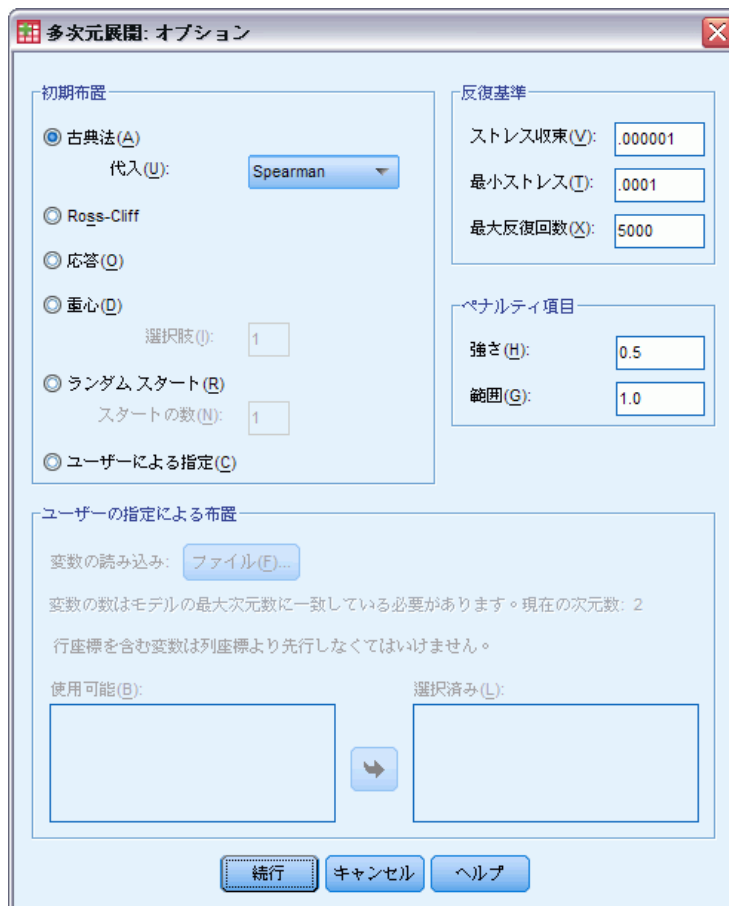 多次元展開: オプション
初期布置
古典法(A)
代入(U): Spearman
Ross-Cliff
応答(O)
重心(D)
選択肢(I): 1
ランダム スタート(R)
スタートの数(N): 1
ユーザーによる指定(C)
反復基準
ストレス収束(V): .000001
最小ストレス(T): .0001
最大反復回数(X): 5000
ペナルティ項目
強さ(H): 0.5
範囲(G): 1.0
ユーザーの指定による布置
変数の読み込み: ファイル(F)...
変数の数はモデルの最大次元数に一致している必要があります。現在の次元数: 2
行座標を含む変数は列座標より先行しなくてはいけません。
使用可能(B): 選択済み(L):
続行 キャンセル ヘルプ